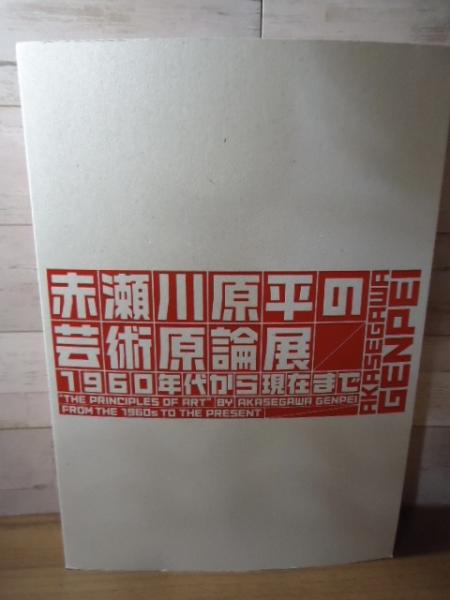 赤瀬川原平の
芸術原論展
1960年代から現在まで
"THE PRINCIPLES OF ART" BY AKASEGAWA GENPEI
FROM THE 1960s TO THE PRESENT
AKASEGAWA
GENPEI